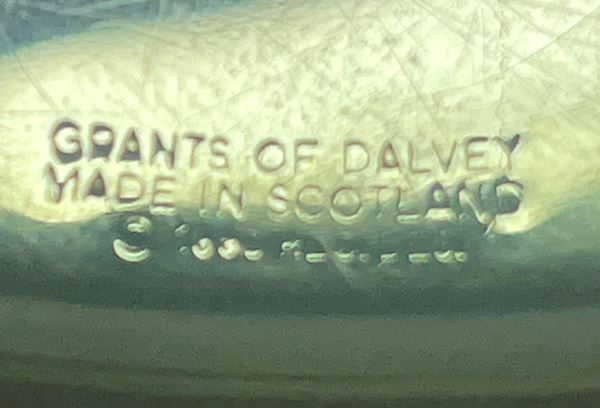 GRANTS OF DALVEY
MADE IN SCOTLAND